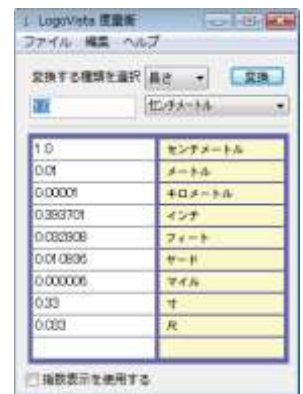 LogoVista 度量衡
ファイル 編集 ヘルプ
変換する種類を選択 長さ 変換
1.0 センチメートル
1.0 センチメートル
0.01 メートル
0.00001 キロメートル
0.393701 インチ
0.032808 フィート
0.010936 ヤード
0.000006 マイル
0.33 寸
0.033 尺
指数表示を使用する